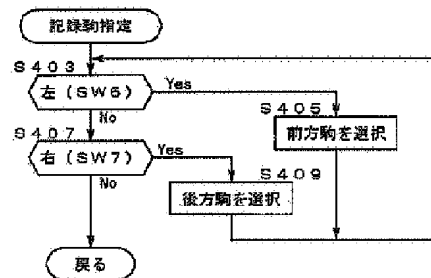 記録駒指定
S403
左(SW6)
Yes
No
S405
前方駒を選択
S407
右(SW7)
Yes
No
S409
後方駒を選択
戻る